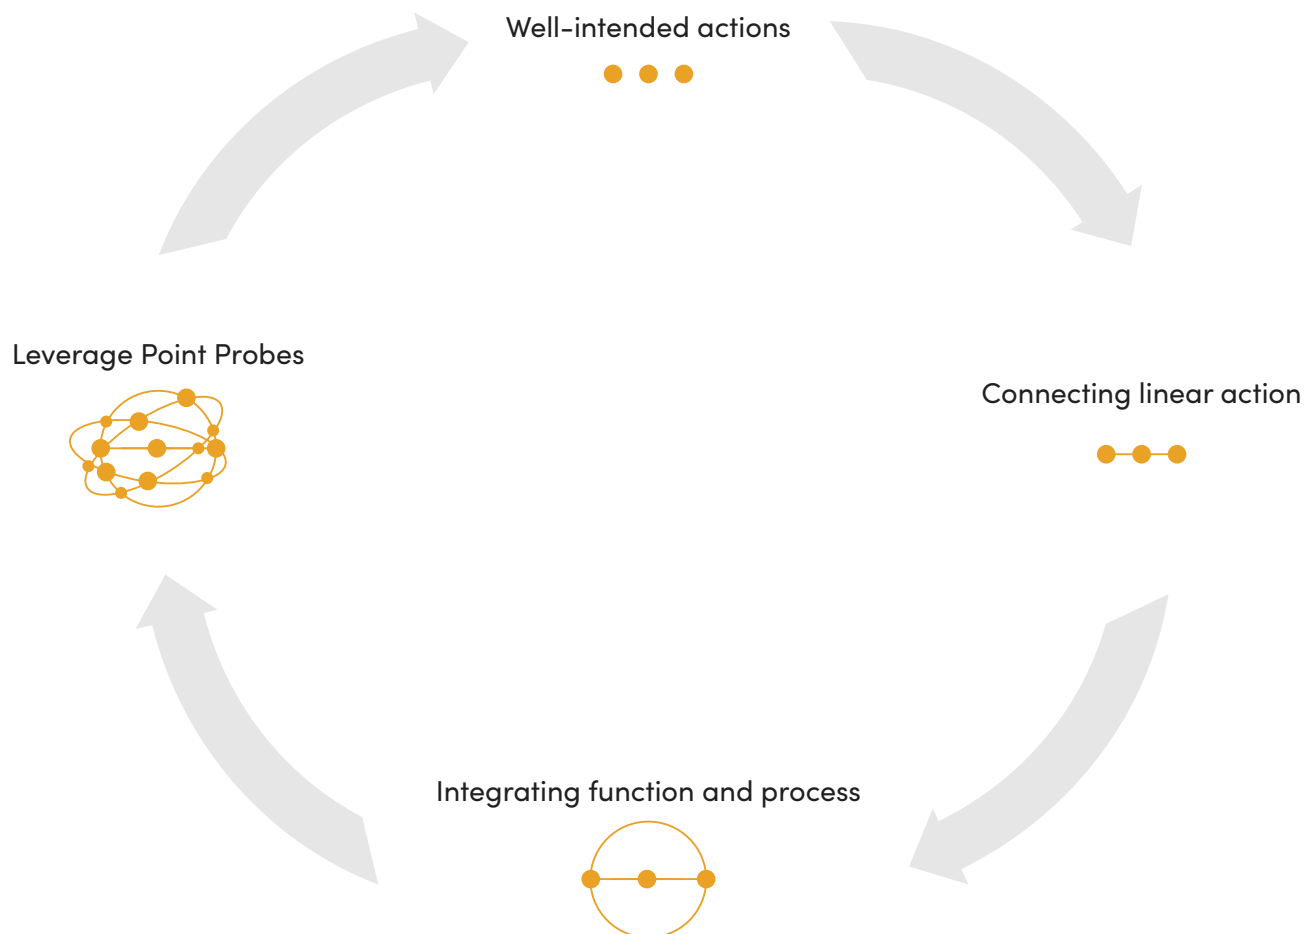 Well-intended actions
Leverage Point Probes
Connecting linear action
Integrating function and process